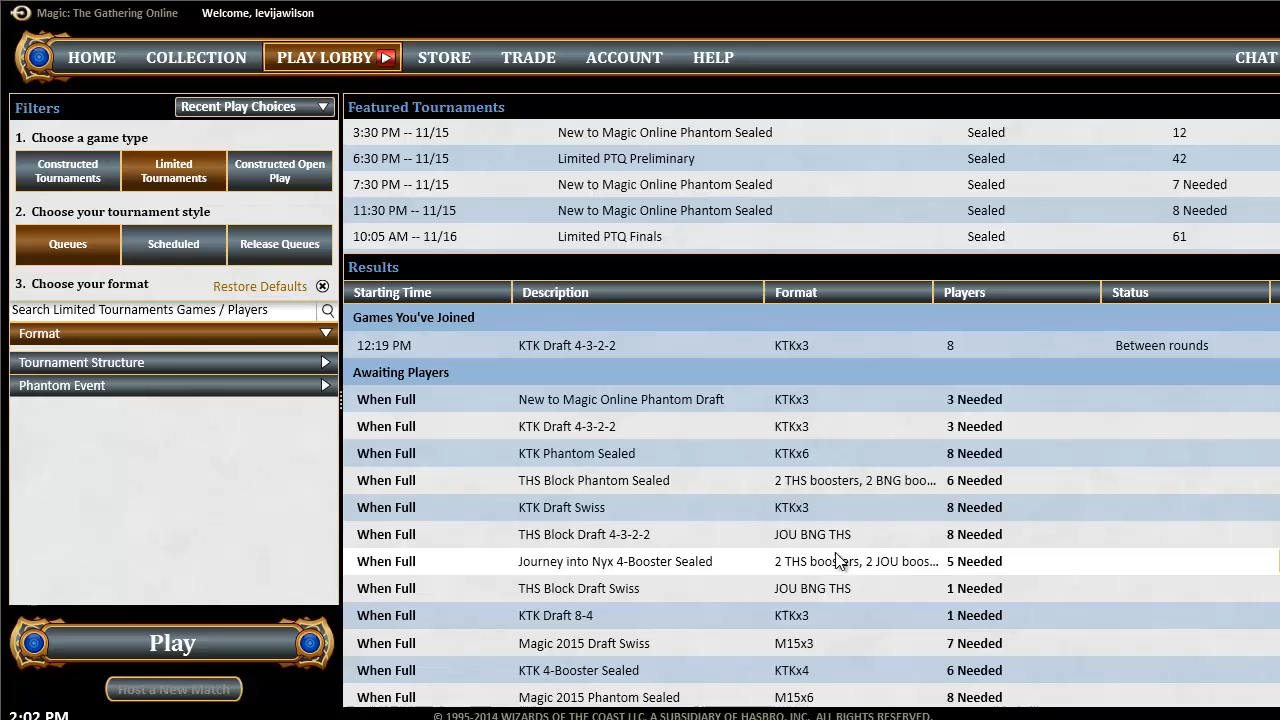 Magic: The Gathering Online Welcome, levijawilson
HOME COLLECTION PLAY LOBBY STORE TRADE ACCOUNT HELP CHAT
Filters Recent Play Choices
1. Choose a game type
Constructed Tournaments Limited Tournaments Constructed Open Play
2. Choose your tournament style
Queues Scheduled Release Queues
3. Choose your format Restore Defaults
Search Limited Tournaments Games / Players
Format
Tournament Structure
Phantom Event
Play
Host a New Match
2:02 PM
Featured Tournaments
3:30 PM -- 11/15 New to Magic Online Phantom Sealed Sealed 12
6:30 PM -- 11/15 Limited PTQ Preliminary Sealed 42
7:30 PM -- 11/15 New to Magic Online Phantom Sealed Sealed 7 Needed
11:30 PM -- 11/15 New to Magic Online Phantom Sealed Sealed 8 Needed
10:05 AM -- 11/16 Limited PTQ Finals Sealed 61
Results
Starting Time Description Format Players Status
Games You've Joined
12:19 PM KTK Draft 4-3-2-2 KTKx3 8 Between rounds
Awaiting Players
When Full New to Magic Online Phantom Draft KTKx3 3 Needed
When Full KTK Draft 4-3-2-2 KTKx3 3 Needed
When Full KTK Phantom Sealed KTKx6 8 Needed
When Full THS Block Phantom Sealed 2 THS boosters, 2 BNG boo... 6 Needed
When Full KTK Draft Swiss KTKx3 8 Needed
When Full THS Block Draft 4-3-2-2 JOU BNG THS 8 Needed
When Full Journey into Nyx 4-Booster Sealed 2 THS boosters, 2 JOU boos... 5 Needed
When Full THS Block Draft Swiss JOU BNG THS 1 Needed
When Full KTK Draft 8-4 KTKx3 1 Needed
When Full Magic 2015 Draft Swiss M15x3 7 Needed
When Full KTK 4-Booster Sealed KTKx4 6 Needed
When Full Magic 2015 Phantom Sealed M15x6 8 Needed
© 1995-2014 WIZARDS OF THE COAST LLC, A SUBSIDIARY OF HASBRO, INC. ALL RIGHTS RESERVED.